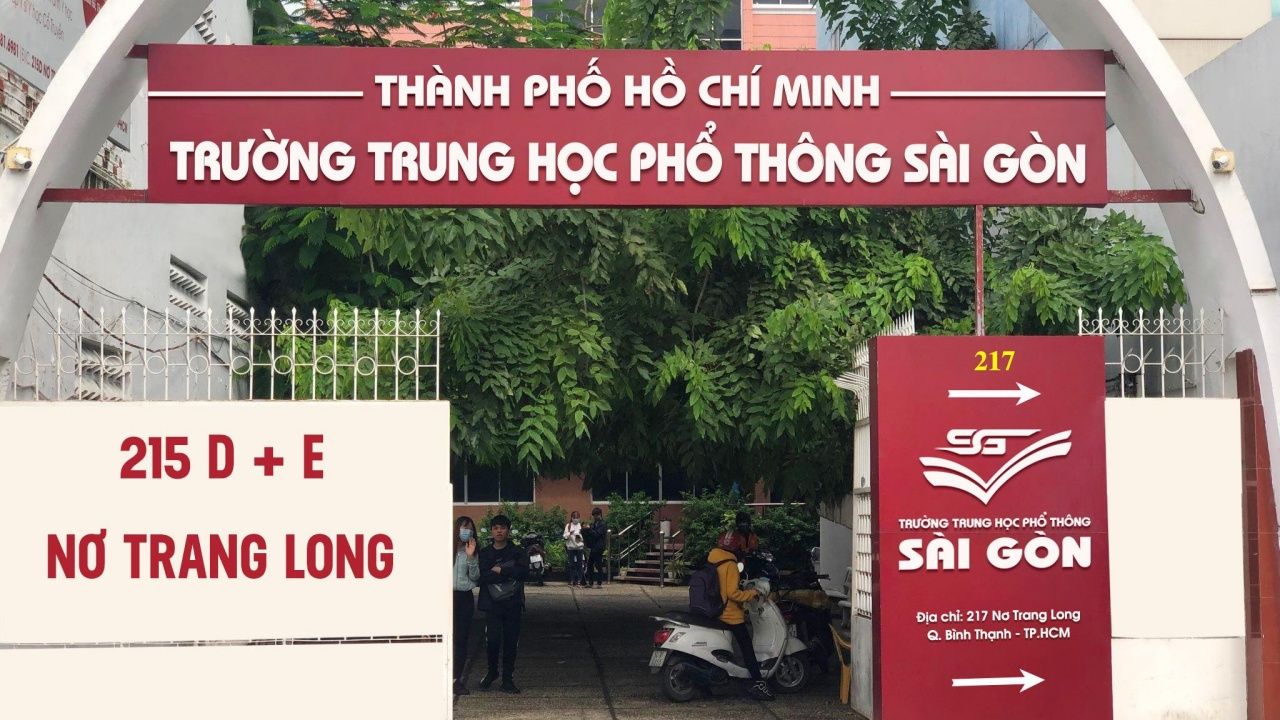 THÀNH PHỐ HỒ CHÍ MINH
TRƯỜNG TRUNG HỌC PHỔ THÔNG SÀI GÒN
215 D + E
NƠ TRANG LONG
217
SG
TRƯỜNG TRUNG HỌC PHỔ THÔNG
SÀI GÒN
Địa chỉ: 217 Nơ Trang Long
Q. Bình Thạnh - TP.HCM